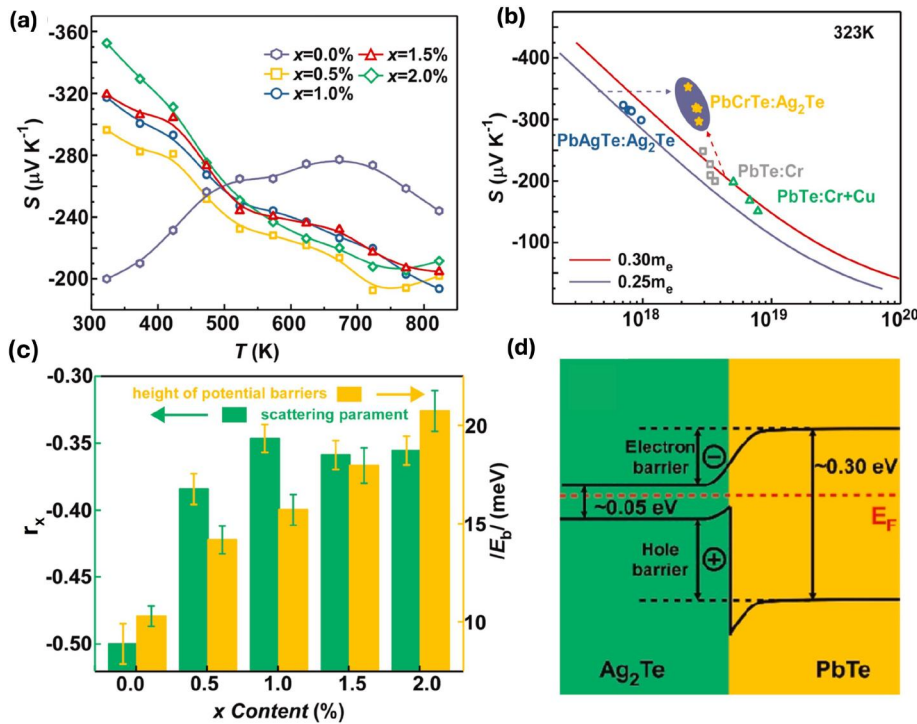 (a)
-360
-320
-280
-240
-200
S (μV K⁻¹)
x=0.0%
x=0.5%
x=1.0%
x=1.5%
x=2.0%
300 400 500 600 700 800
T (K)
(b)
323K
-400
-300
-200
-100
S (μV K⁻¹)
PbCrTe:Ag₂Te
PbAgTe:Ag₂Te
PbTe:Cr
PbTe:Cr+Cu
0.30mₑ
0.25mₑ
10¹⁸ 10¹⁹ 10²⁰
(c)
-0.30
-0.35
-0.40
-0.45
-0.50
rₓ
height of potential barriers
scattering parament
20
15
10
/E_b/ (meV)
0.0 0.5 1.0 1.5 2.0
x Content (%)
(d)
Electron
barrier
−
~0.30 eV
~0.05 eV
E_F
Hole
barrier
+
Ag₂Te
PbTe